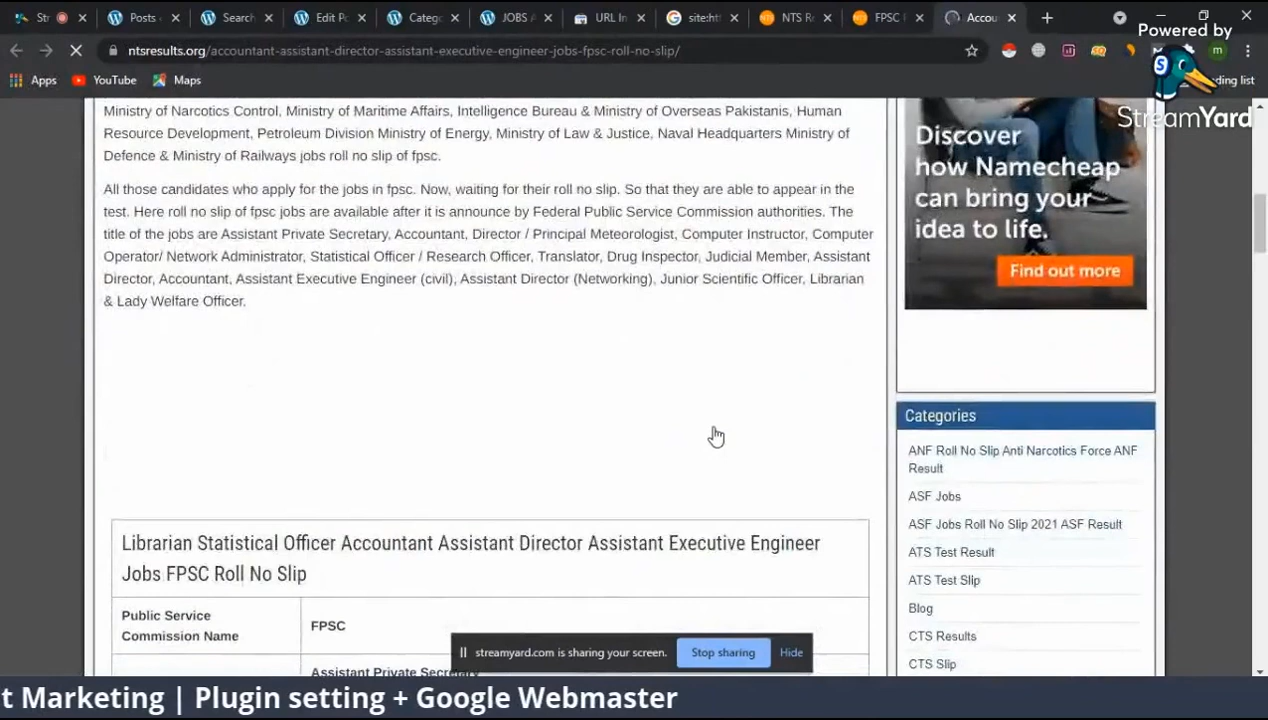 Str
Posts
Search
Edit P
Categ
JOBS A
URL In
site:ht
NTS R
FPSC F
Accou
Powered by
ntsresults.org/accountant-assistant-director-assistant-executive-engineer-jobs-fpsc-roll-no-slip/
Apps
YouTube
Maps
ding list
StreamYard
Ministry of Narcotics Control, Ministry of Maritime Affairs, Intelligence Bureau & Ministry of Overseas Pakistanis, Human
Resource Development, Petroleum Division Ministry of Energy, Ministry of Law & Justice, Naval Headquarters Ministry of
Defence & Ministry of Railways jobs roll no slip of fpsc.
All those candidates who apply for the jobs in fpsc. Now, waiting for their roll no slip. So that they are able to appear in the
test. Here roll no slip of fpsc jobs are available after it is announce by Federal Public Service Commission authorities. The
title of the jobs are Assistant Private Secretary, Accountant, Director / Principal Meteorologist, Computer Instructor, Computer
Operator/ Network Administrator, Statistical Officer / Research Officer, Translator, Drug Inspector, Judicial Member, Assistant
Director, Accountant, Assistant Executive Engineer (civil), Assistant Director (Networking), Junior Scientific Officer, Librarian
& Lady Welfare Officer.
Discover
how Namecheap
can bring your
idea to life.
Find out more
Categories
ANF Roll No Slip Anti Narcotics Force ANF
Result
ASF Jobs
ASF Jobs Roll No Slip 2021 ASF Result
ATS Test Result
ATS Test Slip
Blog
CTS Results
CTS Slip
Librarian Statistical Officer Accountant Assistant Director Assistant Executive Engineer
Jobs FPSC Roll No Slip
Public Service
Commission Name
FPSC
Assistant Private Secretary
streamyard.com is sharing your screen.
Stop sharing
Hide
t Marketing | Plugin setting + Google Webmaster